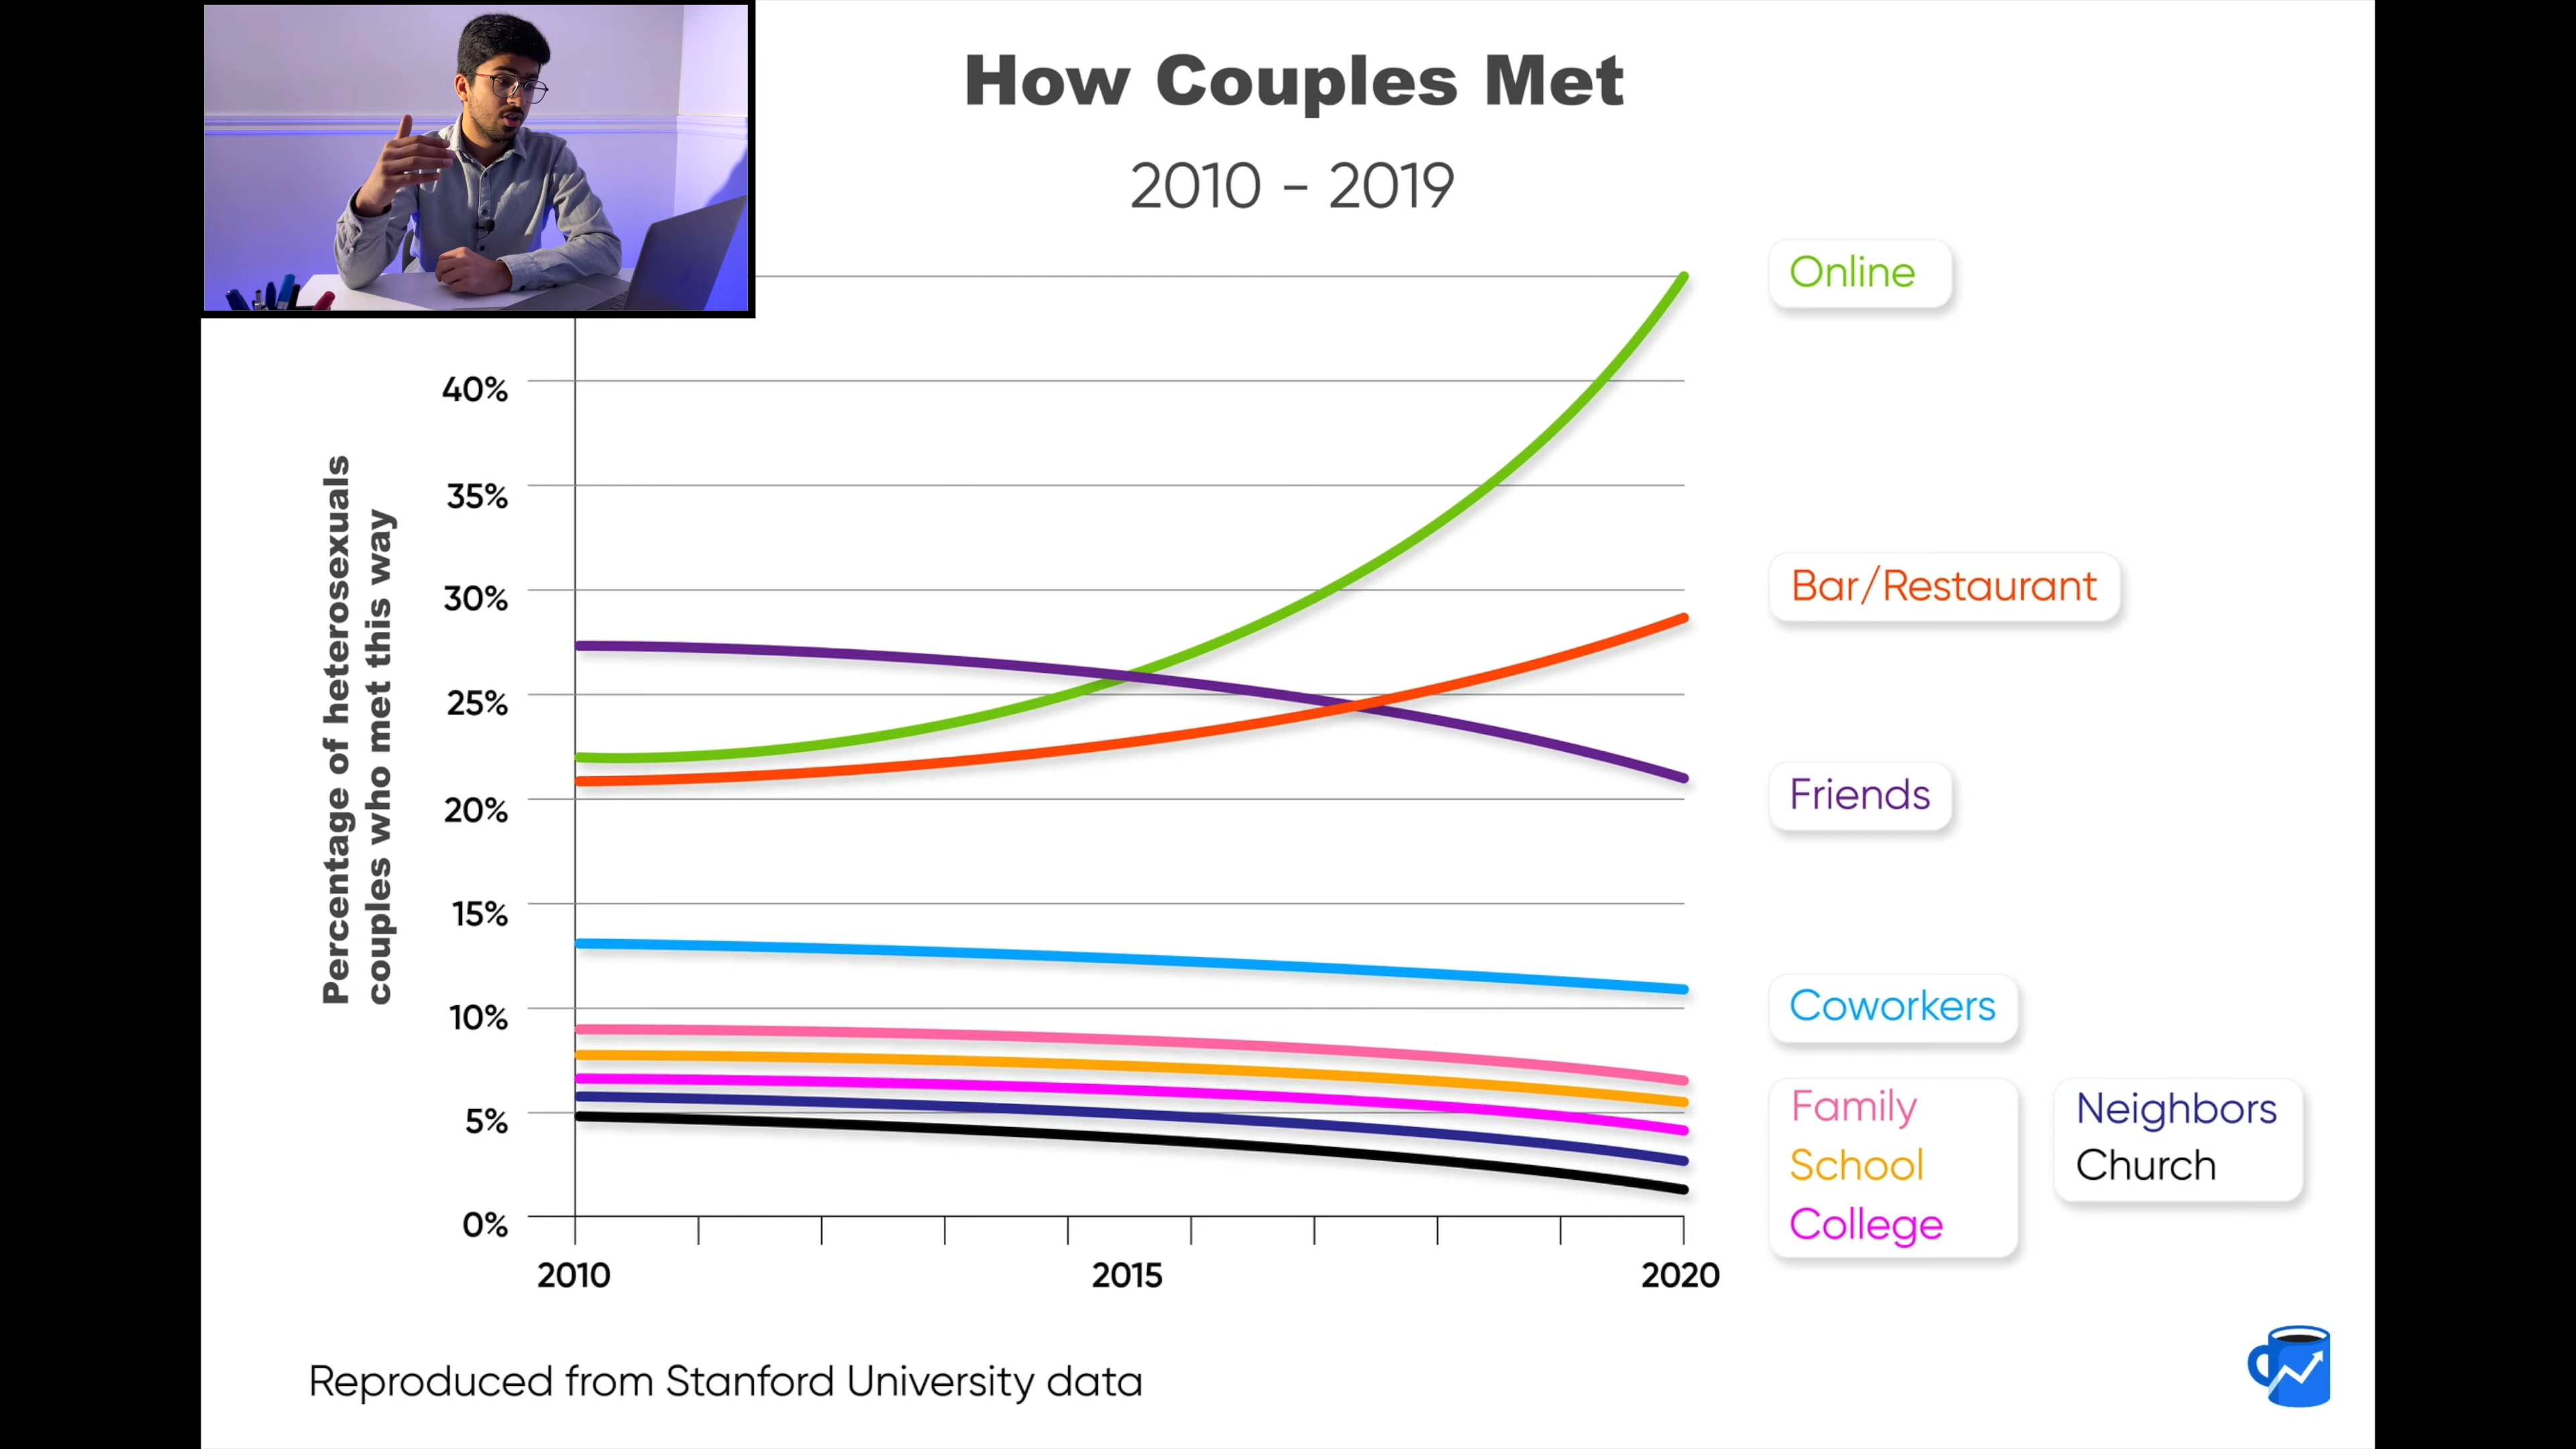 How Couples Met
2010 - 2019
Percentage of heterosexuals
couples who met this way
40%
35%
30%
25%
20%
15%
10%
5%
0%
2010
2015
2020
Online
Bar/Restaurant
Friends
Coworkers
Family
School
College
Neighbors
Church
Reproduced from Stanford University data